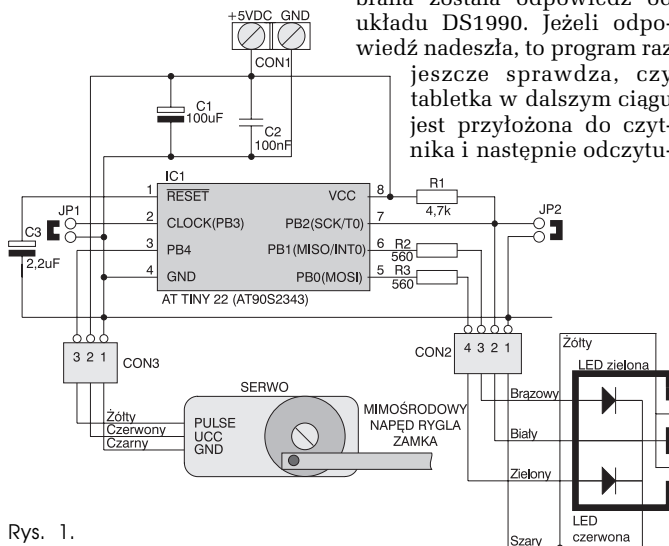 brana została odpowiedź od
układu DS1990. Jeżeli odpo-
wiedź nadeszła, to program raz
jeszcze sprawdza, czy
tabletka w dalszym ciągu
jest przyłożona do czyt-
nika i następnie odczytu-
+5VDC GND
CON1
C1
100uF
C2
100nF
IC1
1 RESET VCC 8
2 CLOCK(PB3) PB2(SCK/T0) 7
3 PB4 PB1(MISO/INT0) 6
4 GND PB0(MOSI) 5
AT TINY 22 (AT90S2343)
R1
4,7k
R2
560
R3
560
JP1
JP2
C3
2,2uF
3 2 1
CON3
CON2
4 3 2 1
SERWO
Żółty
Czerwony
Czarny
PULSE
UCC
GND
MIMOŚRODOWY
NAPĘD RYGLA
ZAMKA
Żółty
LED zielona
Brązowy
Biały
Zielony
LED
czerwona
Szary
Rys. 1.